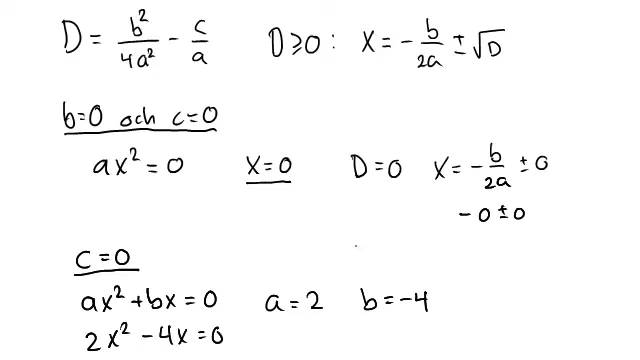 D = b²/4a² - c/a    D ≥ 0 :    x = - b/2a ± √D
b=0 och c=0
ax² = 0    x = 0    D = 0    x = - b/2a ± 0
- 0 ± 0
c = 0
ax² + bx = 0    a = 2    b = -4
2x² - 4x = 0